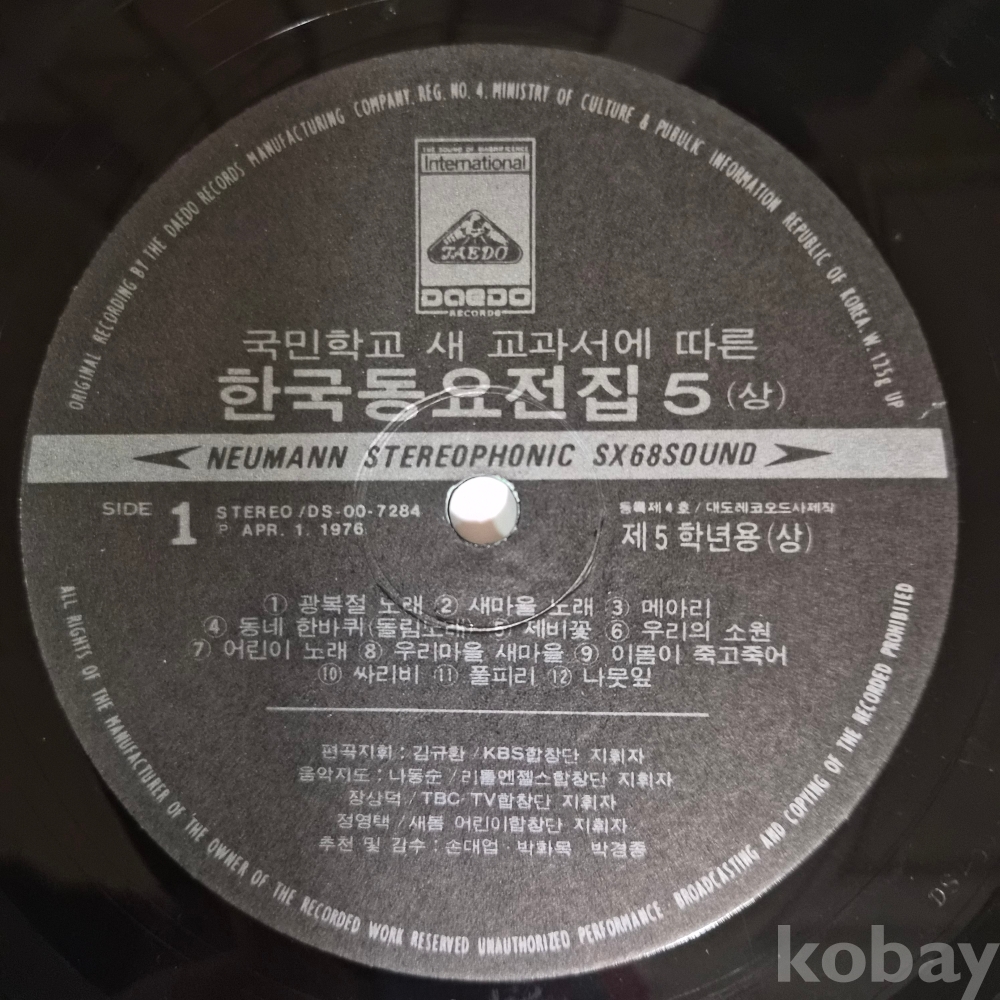 ORIGINAL RECORDING BY THE DAEDO RECORDS MANUFACTURING COMPANY. REG. NO. 4. MINISTRY OF CULTURE & PUBULIC INFORMATION REPUBLIC OF KOREA. W. 125g UP
THE SOUND OF MAGNIFICENCE
International
TAEDO
DAEDO
RECORDS
국민학교 새 교과서에 따른
한국동요전집 5 (상)
NEUMANN STEREOPHONIC SX68SOUND
SIDE 1
STEREO/DS-00-7284
P APR. 1. 1976
등록제4호/대도레코오드사제작
제5학년용(상)
① 광복절 노래 ② 새마을 노래 ③ 메아리
④ 동네 한바퀴(돌림노래) ⑤ 제비꽃 ⑥ 우리의 소원
⑦ 어린이 노래 ⑧ 우리마을 새마을 ⑨ 이몸이 죽고죽어
⑩ 싸리비 ⑪ 풀피리 ⑫ 나뭇잎
편곡지휘 : 김규환/KBS합창단 지휘자
음악지도 : 나동순/리틀엔젤스합창단 지휘자
장상덕/TBC-TV합창단 지휘자
정영택/새봄 어린이합창단 지휘자
추천 및 감수 : 손대업·박화목 박경종
ALL RIGHTS OF THE MANUFACTURER OF THE OWNER OF THE RECORDED WORK RESERVED UNAUTHORIZED PERFORMANCE BROADCASTING AND COPYING OF THE RECORDED PROHIBITED
DS
kobay